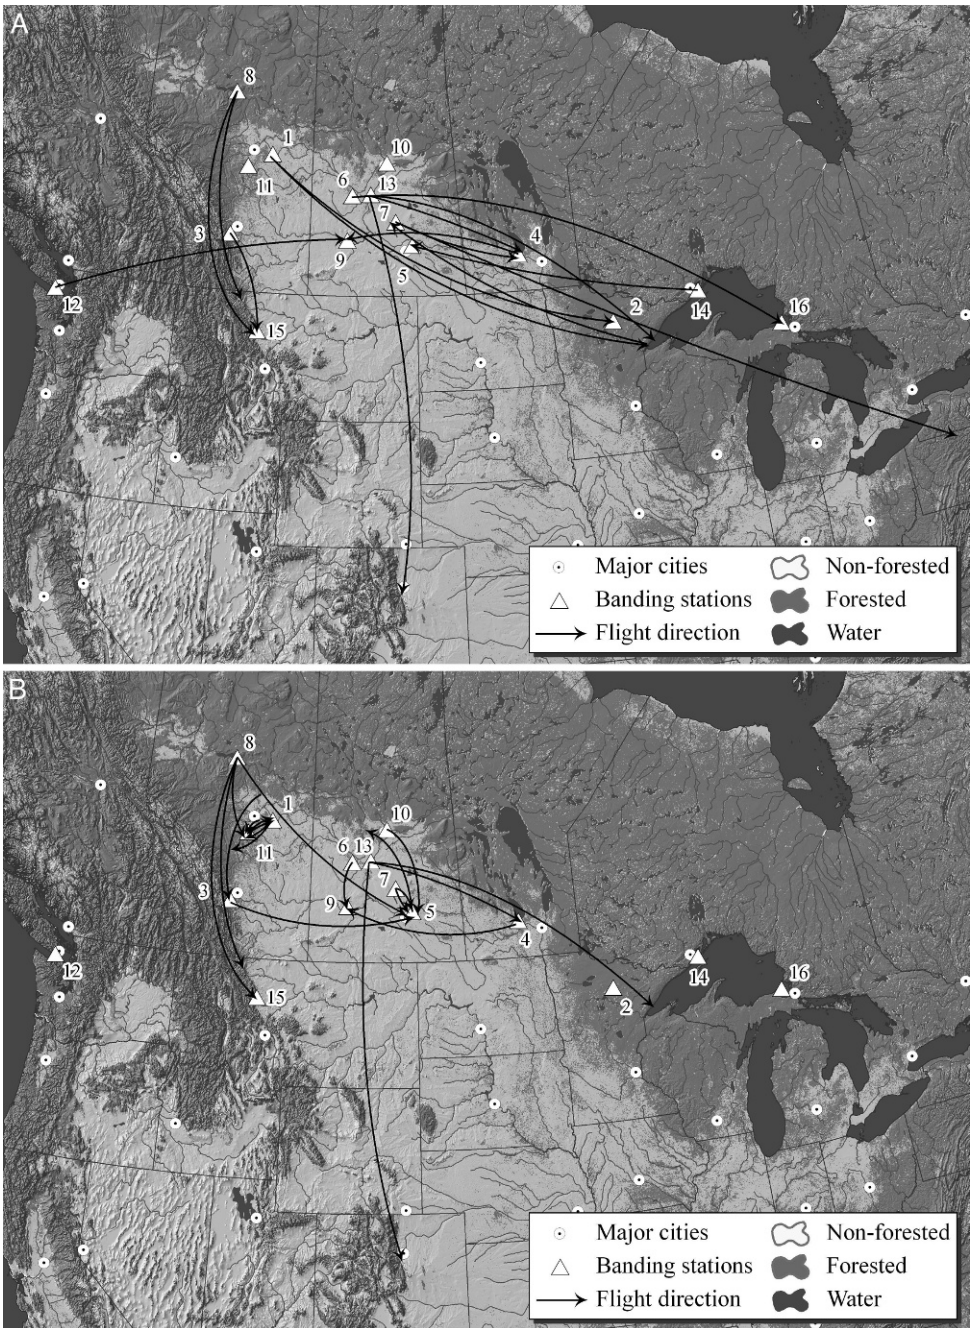 A
8
1
10
11
6 13
7
3
4
9
5
12
2
14
16
15
Major cities
Non-forested
Banding stations
Forested
Flight direction
Water
B
8
1
10
11
6 13
7
3
9
5
4
12
14
16
15
2
Major cities
Non-forested
Banding stations
Forested
Flight direction
Water